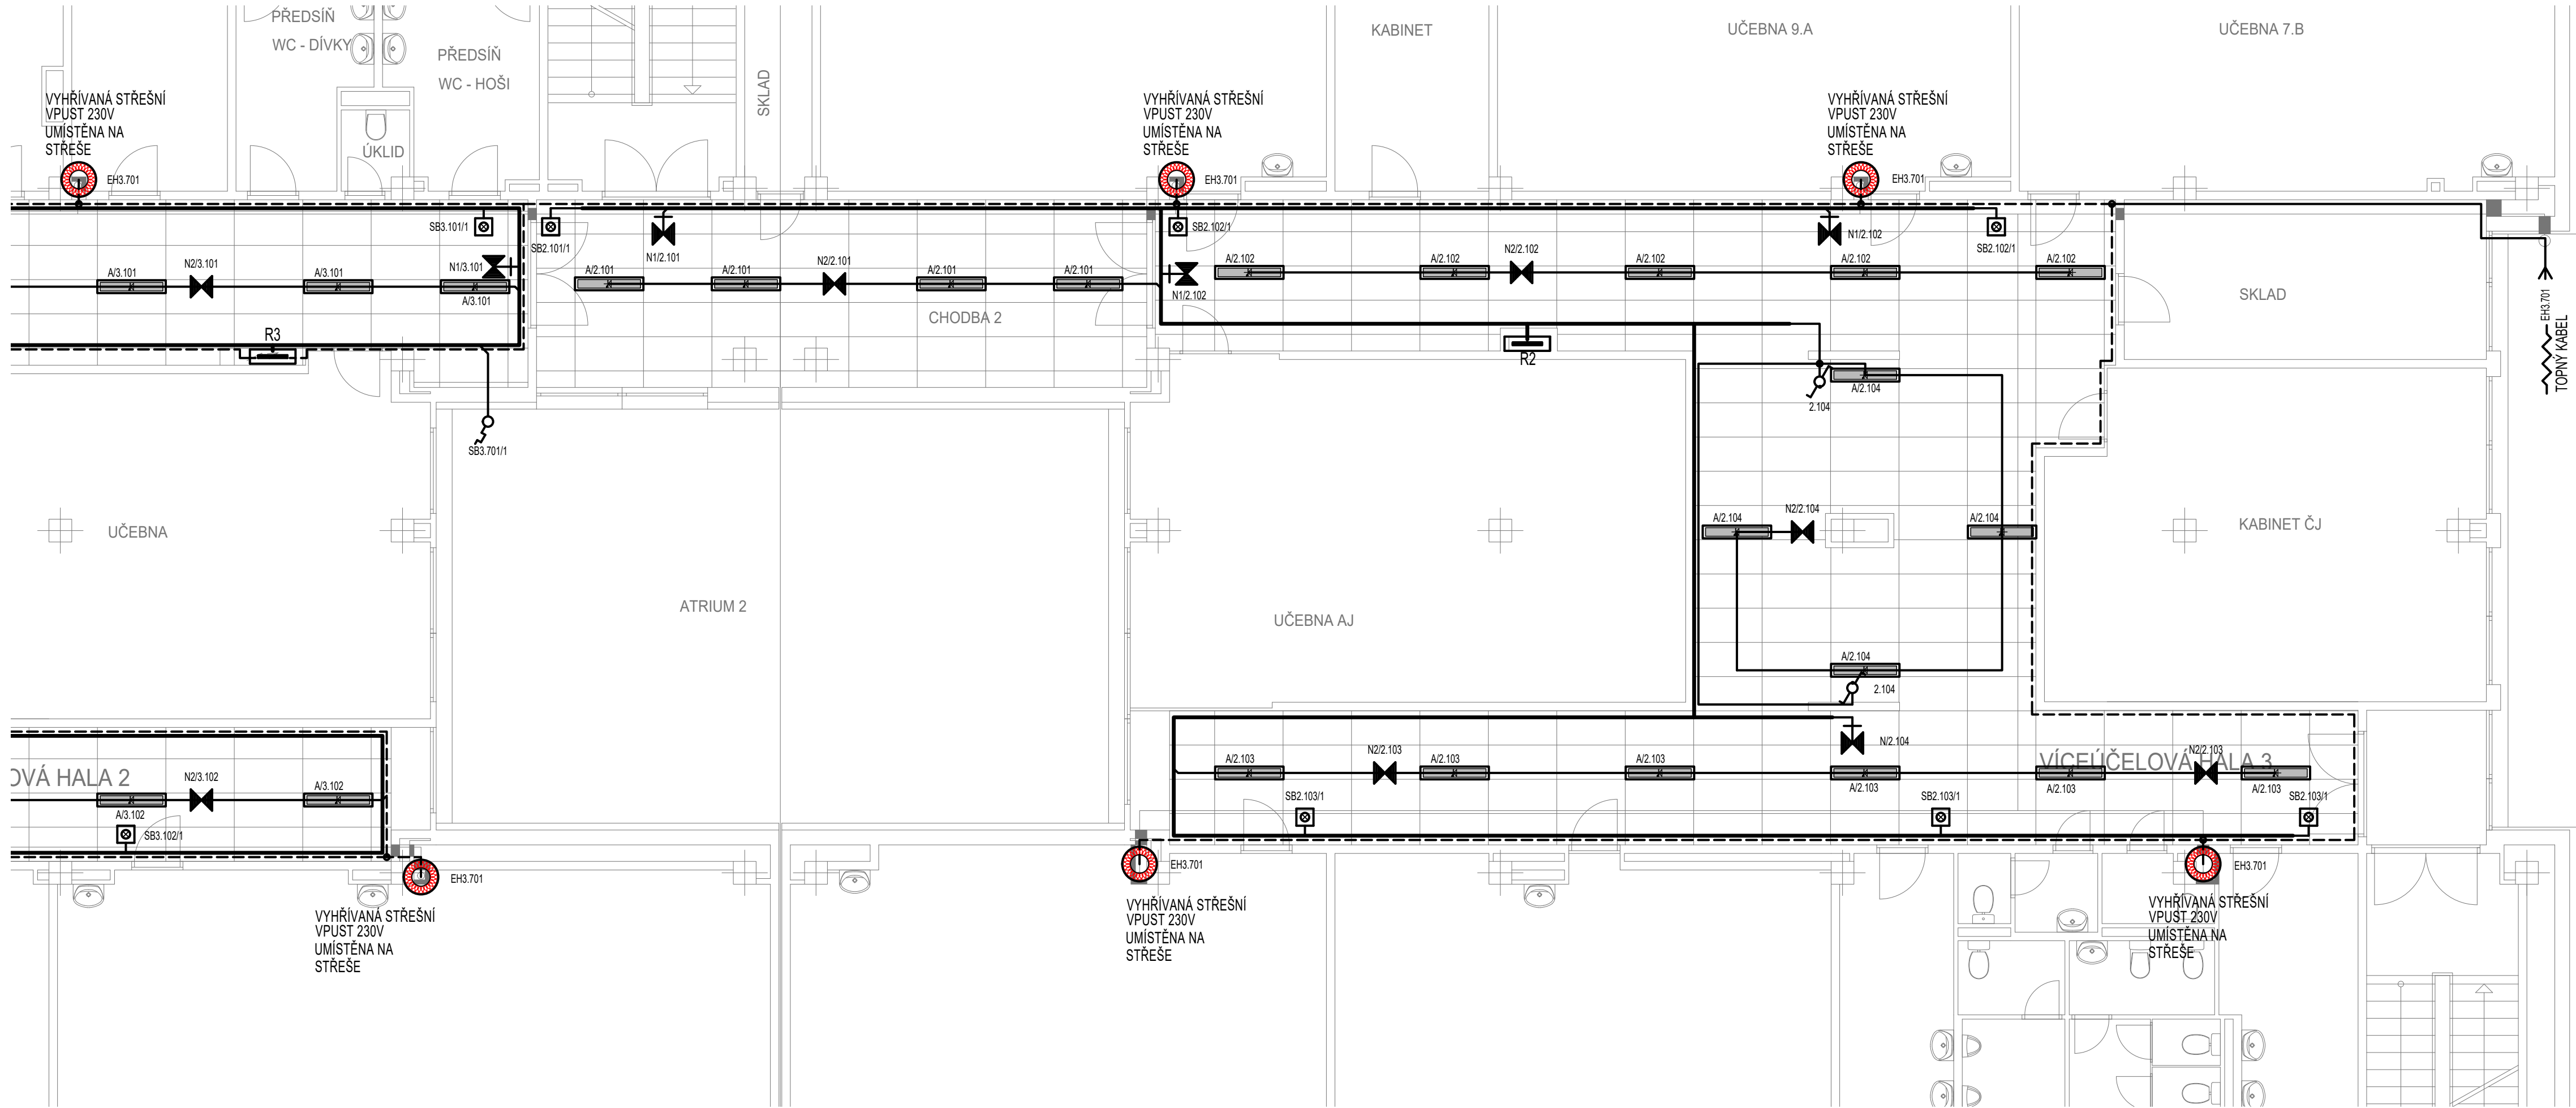 PŘEDSÍŇ
WC - DÍVKY
PŘEDSÍŇ
WC - HOŠI
ÚKLID
SKLAD
KABINET
UČEBNA 9.A
UČEBNA 7.B
VYHŘÍVANÁ STŘEŠNÍ
VPUST 230V
UMÍSTĚNA NA
STŘEŠE
EH3.701
VYHŘÍVANÁ STŘEŠNÍ
VPUST 230V
UMÍSTĚNA NA
STŘEŠE
EH3.701
VYHŘÍVANÁ STŘEŠNÍ
VPUST 230V
UMÍSTĚNA NA
STŘEŠE
EH3.701
SB3.101/1
SB2.101/1
N1/2.101
SB2.102/1
N1/2.102
SB2.102/1
A/3.101
N2/3.101
A/3.101
N1/3.101
A/3.101
A/2.101
A/2.101
N2/2.101
A/2.101
A/2.101
N1/2.102
A/2.102
A/2.102
N2/2.102
A/2.102
A/2.102
A/2.102
SKLAD
EH3.701
TOPNÝ KABEL
R3
CHODBA 2
R2
A/2.104
2.104
SB3.701/1
UČEBNA
ATRIUM 2
UČEBNA AJ
A/2.104
N2/2.104
A/2.104
KABINET ČJ
A/2.104
2.104
OVÁ HALA 2
N2/3.102
A/3.102
A/3.102
SB3.102/1
A/2.103
N2/2.103
A/2.103
A/2.103
N/2.104
A/2.103
VÍCEÚČELOVÁ HALA 3
N2/2.103
A/2.103
A/2.103
SB2.103/1
SB2.103/1
SB2.103/1
EH3.701
VYHŘÍVANÁ STŘEŠNÍ
VPUST 230V
UMÍSTĚNA NA
STŘEŠE
EH3.701
VYHŘÍVANÁ STŘEŠNÍ
VPUST 230V
UMÍSTĚNA NA
STŘEŠE
EH3.701
VYHŘÍVANÁ STŘEŠNÍ
VPUST 230V
UMÍSTĚNA NA
STŘEŠE